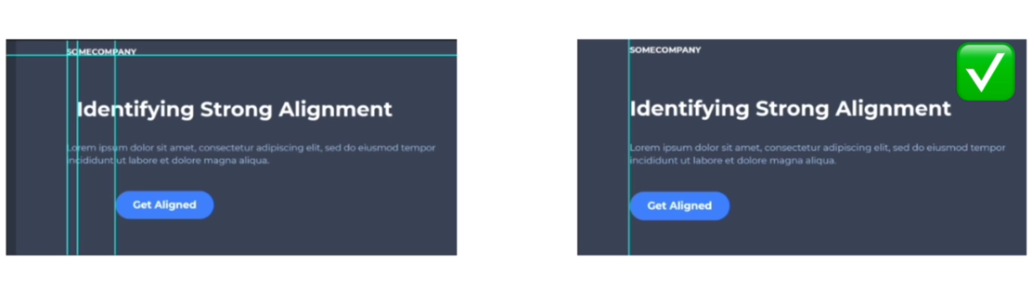 SOMECOMPANY
Identifying Strong Alignment
Lorem ipsum dolor sit amet, consectetur adipiscing elit, sed do eiusmod tempor
incididunt ut labore et dolore magna aliqua.
Get Aligned
SOMECOMPANY
Identifying Strong Alignment
Lorem ipsum dolor sit amet, consectetur adipiscing elit, sed do eiusmod tempor
incididunt ut labore et dolore magna aliqua.
Get Aligned